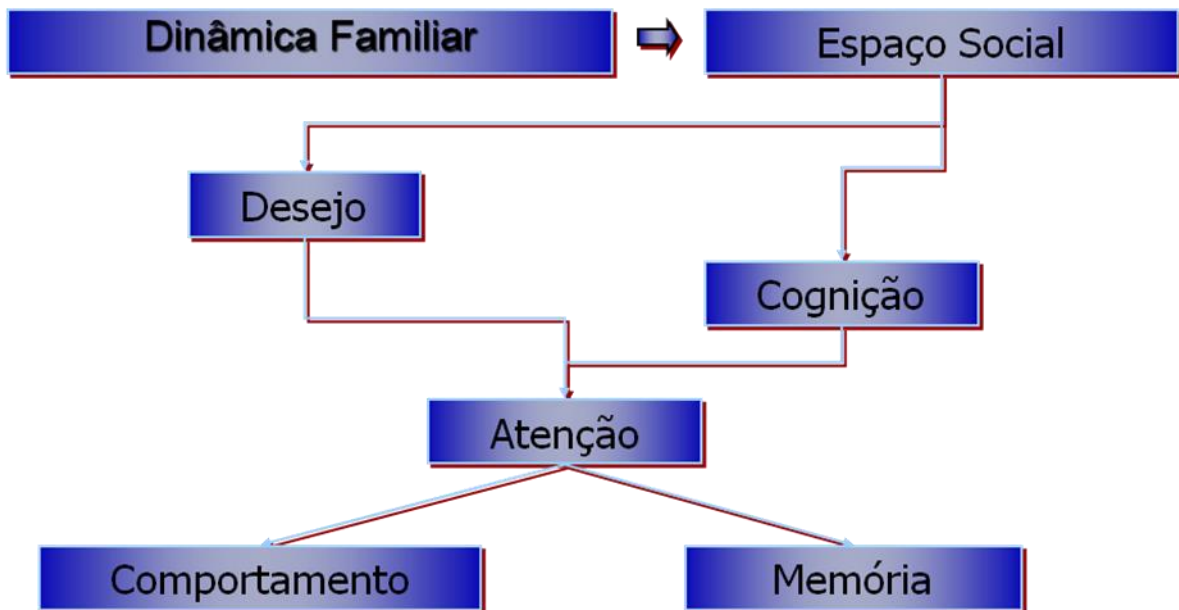 Dinâmica Familiar
Espaço Social
Desejo
Cognição
Atenção
Comportamento
Memória